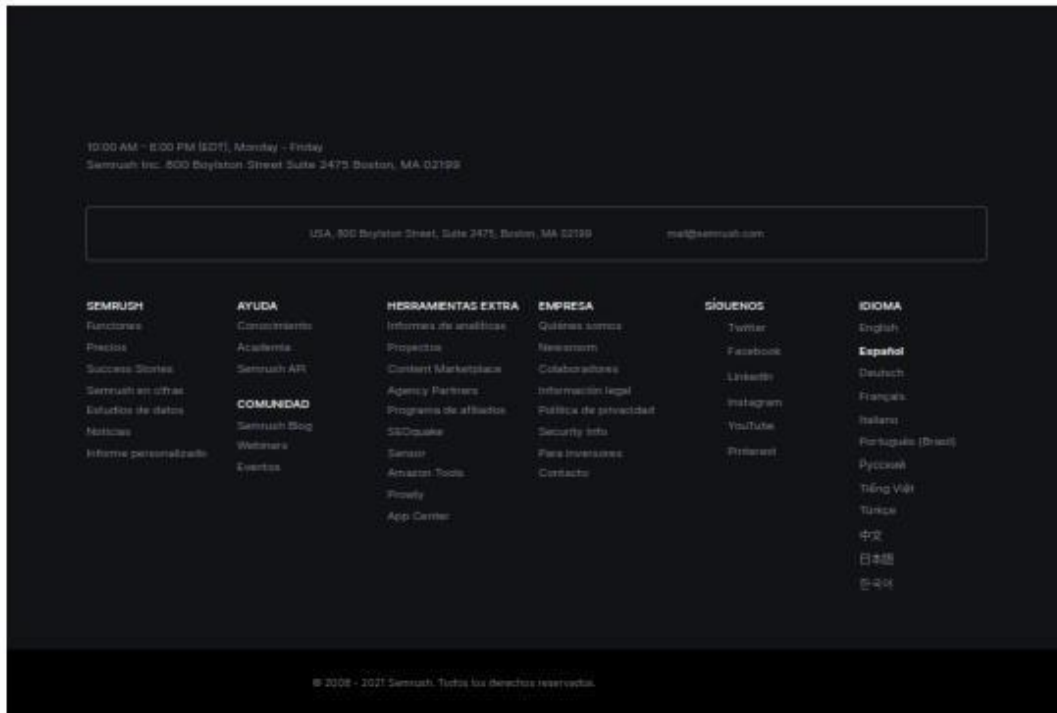 10:00 AM - 6:00 PM (EDT), Monday - Friday
Semrush Inc. 800 Boylston Street Suite 2475 Boston, MA 02199
USA, 800 Boylston Street, Suite 2475, Boston, MA 02199
mail@semrush.com
SEMRUSH
Funciones
Precios
Success Stories
Semrush en cifras
Estudios de datos
Noticias
Informe personalizado
AYUDA
Conocimiento
Academia
Semrush API
COMUNIDAD
Semrush Blog
Webinars
Eventos
HERRAMIENTAS EXTRA
Informes de analíticas
Proyectos
Content Marketplace
Agency Partners
Programa de afiliados
SEOquake
Sensor
Amazon Tools
Prowly
App Center
EMPRESA
Quiénes somos
Newsroom
Colaboradores
Información legal
Política de privacidad
Security info
Para inversores
Contacto
SÍGUENOS
Twitter
Facebook
LinkedIn
Instagram
YouTube
Pinterest
IDIOMA
English
Español
Deutsch
Français
Italiano
Português (Brasil)
Русский
Tiếng Việt
Türkçe
中文
日本語
한국어
© 2008 - 2021 Semrush. Todos los derechos reservados.